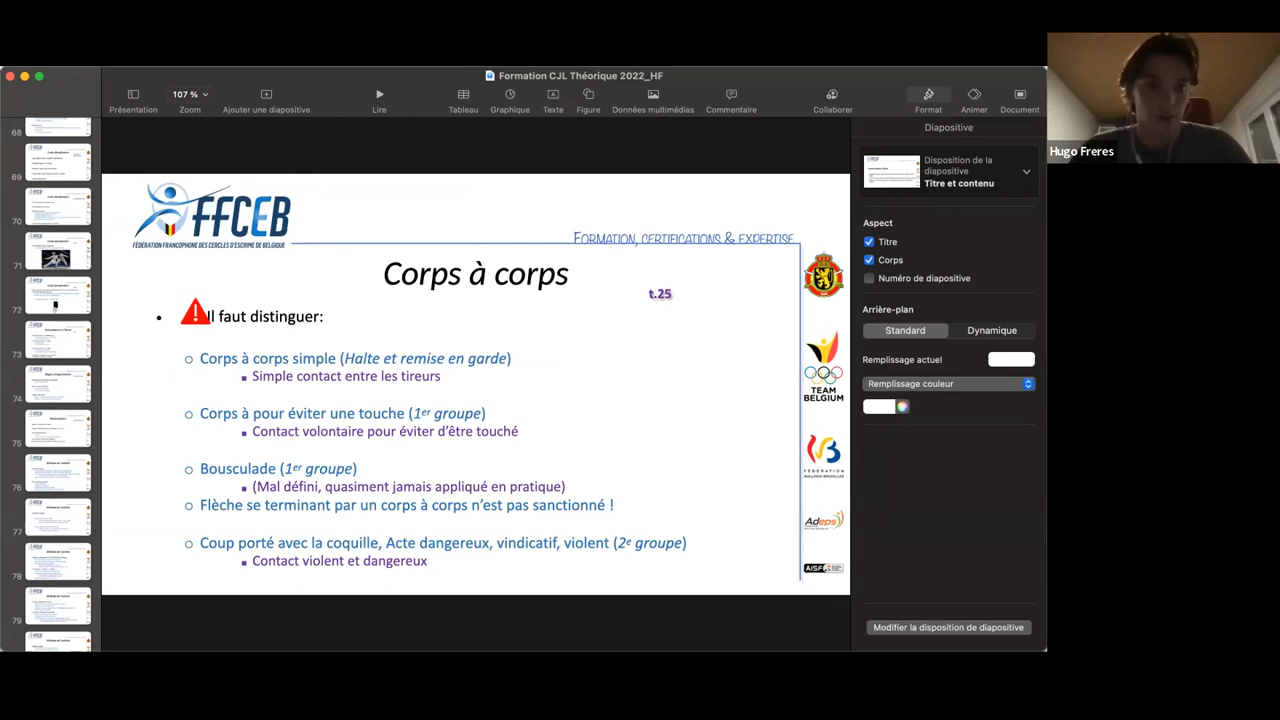 Formation CJL Théorique 2022_HF
107 %
Présentation
Zoom
Ajouter une diapositive
Lire
Tableau
Graphique
Texte
Figure
Données multimédias
Commentaire
Collaborer
Format
Animer
Document
Hugo Freres
68
69
71
72
73
74
75
76
77
78
79
FFCEB
FÉDÉRATION FRANCOPHONE DES CERCLES D'ESCRIME DE BELGIQUE
FORMATION, CERTIFICATIONS & EXPERTISE
Corps à corps
t.25
Il faut distinguer:
Corps à corps simple (Halte et remise en garde)
Simple contact entre les tireurs
Corps à pour éviter une touche (1er groupe)
Contact volontaire pour éviter d'être touché
Bousculade (1er groupe)
(Mal défini, quasiment jamais appliqué en pratique)
Flèche se terminent par un corps à corps n'est pas sanctionné !
Coup porté avec la coquille, Acte dangereux, vindicatif, violent (2e groupe)
Contact violent et dangereux
TEAM
BELGIUM
FÉDÉRATION
WALLONIE-BRUXELLES
Adeps
AISF
Diapositive
Disposition de la
diapositive
Titre et contenu
Aspect
Titre
Corps
Numéro de diapositive
Arrière-plan
Standard
Dynamique
Remplissage actuel
Remplissage couleur
Modifier la disposition de diapositive